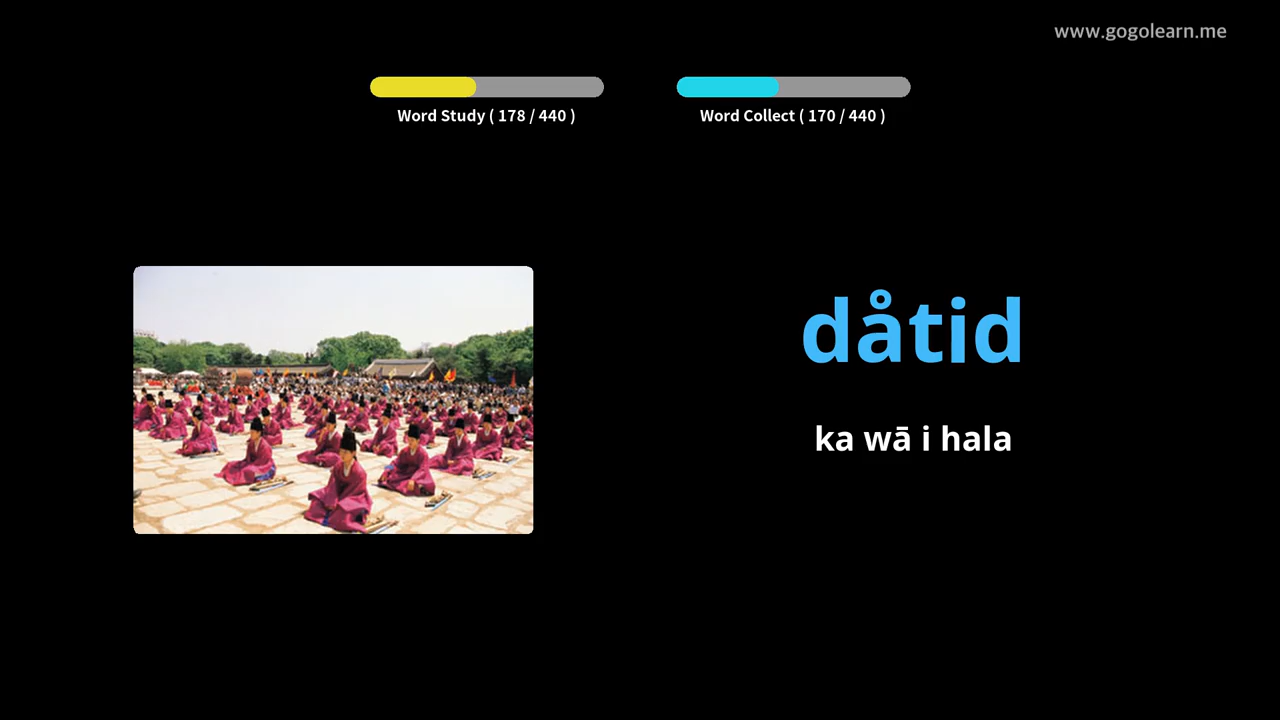 www.gogolearn.me
Word Study ( 178 / 440 )
Word Collect ( 170 / 440 )
dåtid
ka wā i hala